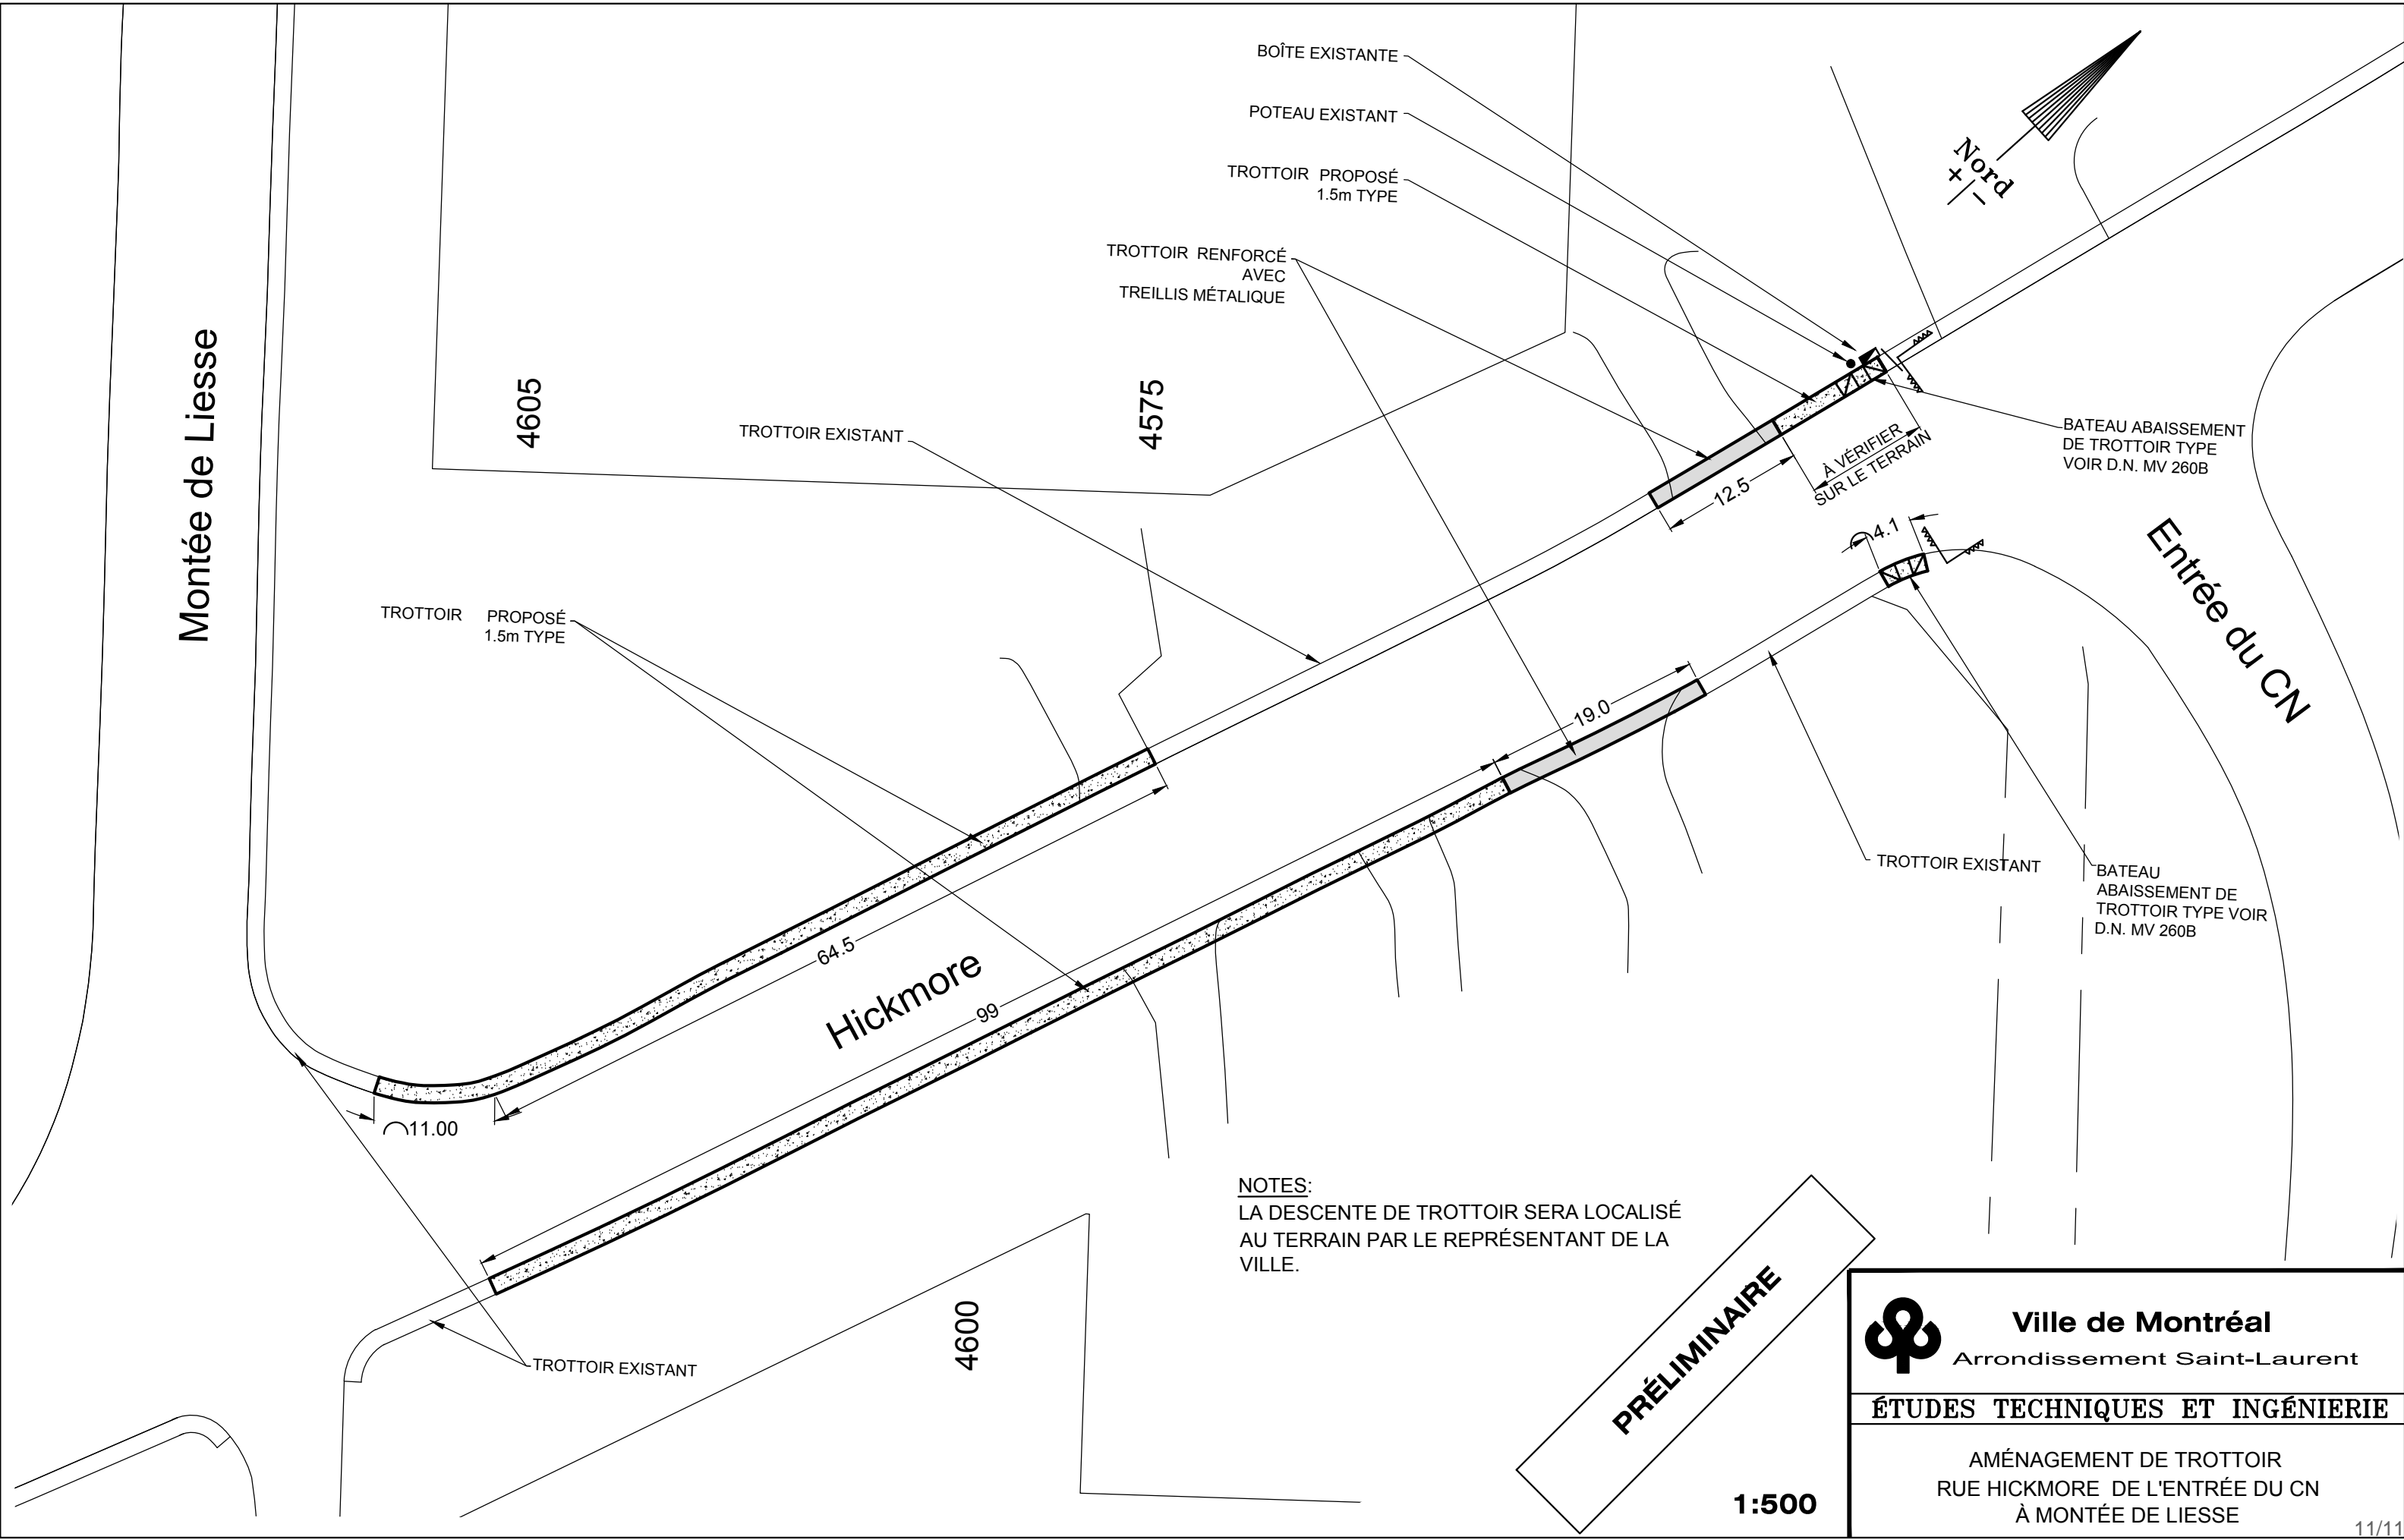 BOÎTE EXISTANTE
POTEAU EXISTANT
TROTTOIR PROPOSÉ
1.5m TYPE
TROTTOIR RENFORCÉ
AVEC
TREILLIS MÉTALIQUE
Nord
+
-
Montée de Liesse
4605
4575
TROTTOIR EXISTANT
BATEAU ABAISSEMENT
DE TROTTOIR TYPE
VOIR D.N. MV 260B
À VÉRIFIER
SUR LE TERRAIN
12.5
4.1
Entrée du CN
TROTTOIR PROPOSÉ
1.5m TYPE
19.0
TROTTOIR EXISTANT
BATEAU
ABAISSEMENT DE
TROTTOIR TYPE VOIR
D.N. MV 260B
64.5
Hickmore
99
11.00
NOTES:
LA DESCENTE DE TROTTOIR SERA LOCALISÉ
AU TERRAIN PAR LE REPRÉSENTANT DE LA
VILLE.
4600
TROTTOIR EXISTANT
PRÉLIMINAIRE
1:500
Ville de Montréal
Arrondissement Saint-Laurent
ÉTUDES TECHNIQUES ET INGÉNIERIE
AMÉNAGEMENT DE TROTTOIR
RUE HICKMORE DE L'ENTRÉE DU CN
À MONTÉE DE LIESSE
11/11